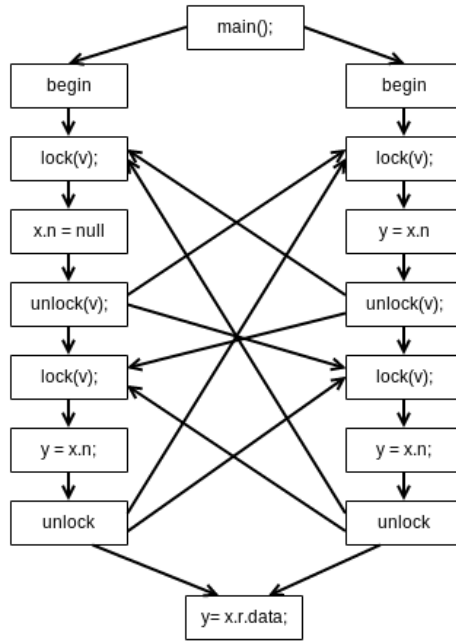 main();
begin
begin
lock(v);
lock(v);
x.n = null
y = x.n
unlock(v);
unlock(v);
lock(v);
lock(v);
y = x.n;
y = x.n;
unlock
unlock
y= x.r.data;